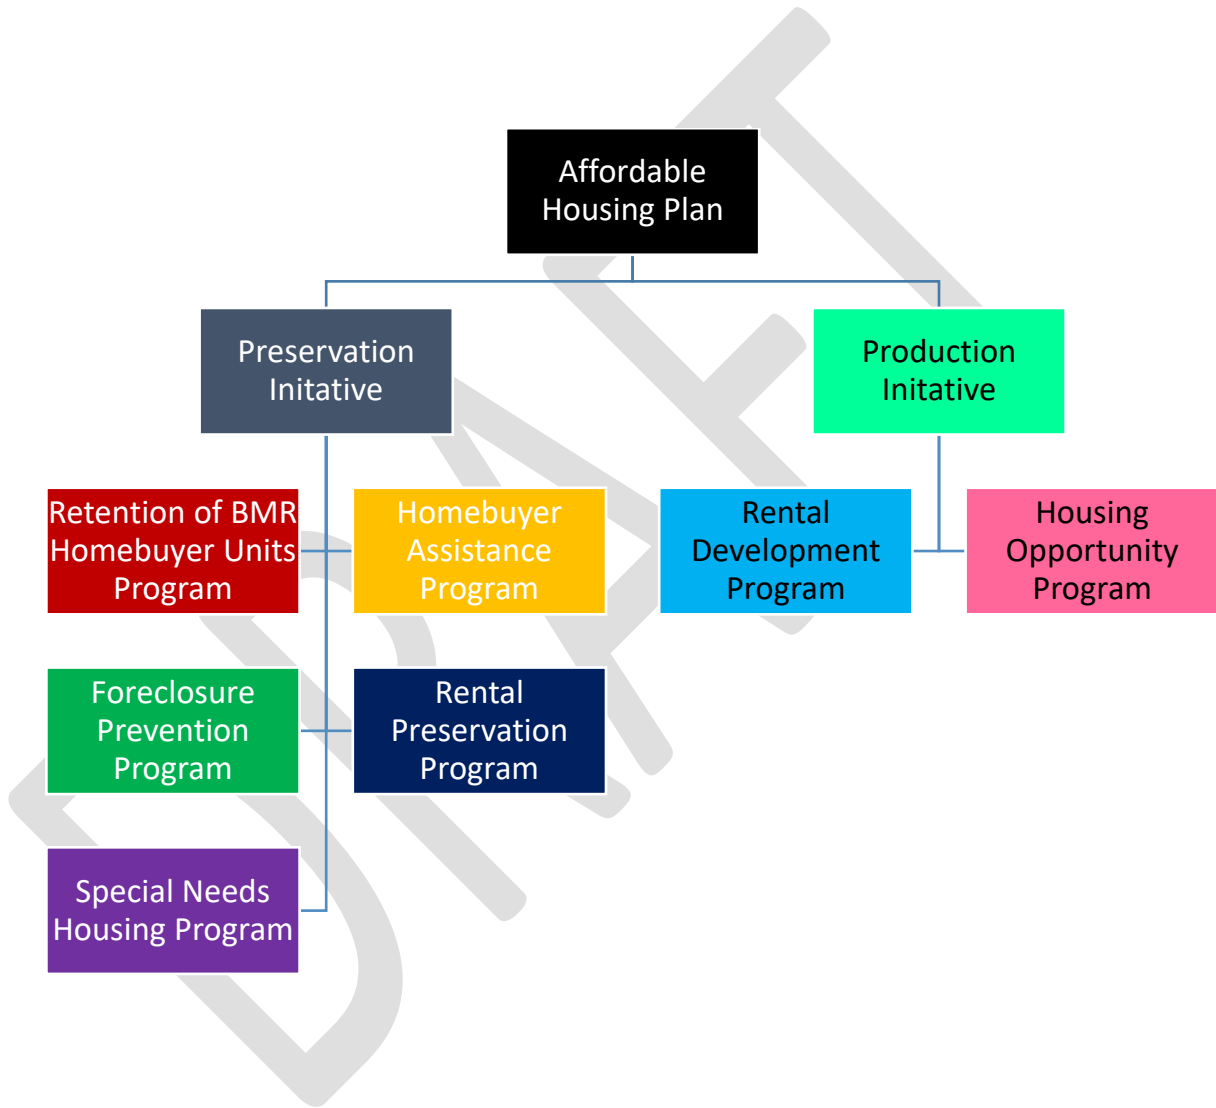 Affordable
Housing Plan
Preservation
Initative
Production
Initative
Retention of BMR
Homebuyer Units
Program
Homebuyer
Assistance
Program
Rental
Development
Program
Housing
Opportunity
Program
Foreclosure
Prevention
Program
Rental
Preservation
Program
Special Needs
Housing Program
DRAFT